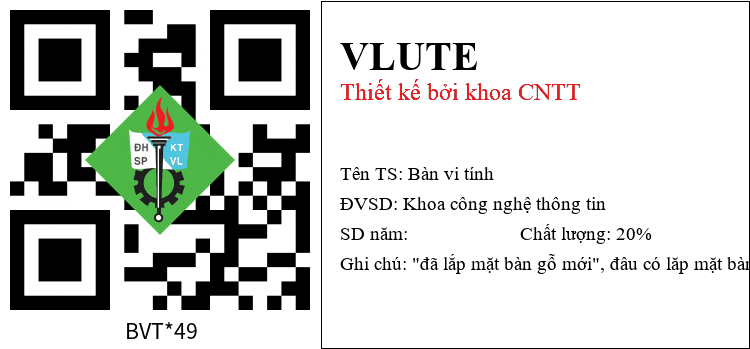 ĐH KT
SP VL
BVT*49
VLUTE
Thiết kế bởi khoa CNTT
Tên TS: Bàn vi tính
ĐVSD: Khoa công nghệ thông tin
SD năm: Chất lượng: 20%
Ghi chú: "đã lắp mặt bàn gỗ mới", đâu có lăp mặt bàn